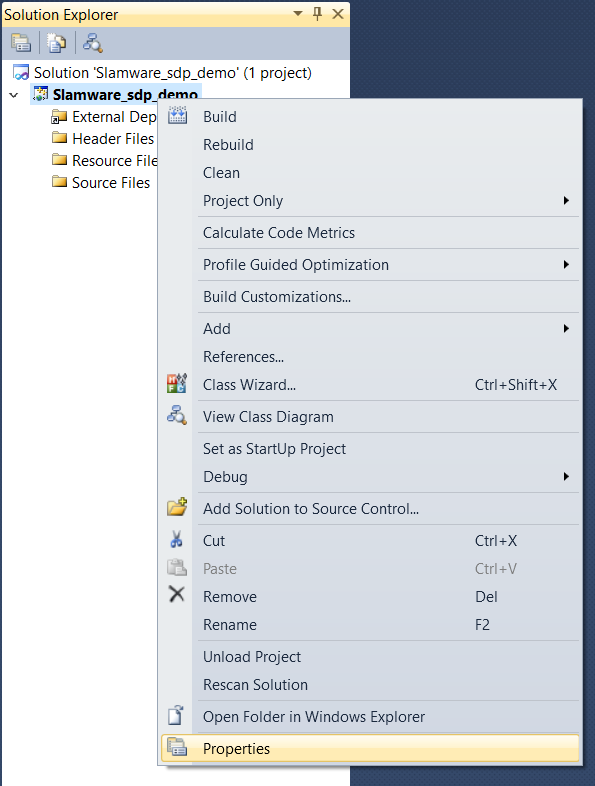 Solution Explorer
Solution 'Slamware_sdp_demo' (1 project)
Slamware_sdp_demo
External Dep
Header Files
Resource File
Source Files
Build
Rebuild
Clean
Project Only
Calculate Code Metrics
Profile Guided Optimization
Build Customizations...
Add
References...
Class Wizard... Ctrl+Shift+X
View Class Diagram
Set as StartUp Project
Debug
Add Solution to Source Control...
Cut Ctrl+X
Paste Ctrl+V
Remove Del
Rename F2
Unload Project
Rescan Solution
Open Folder in Windows Explorer
Properties